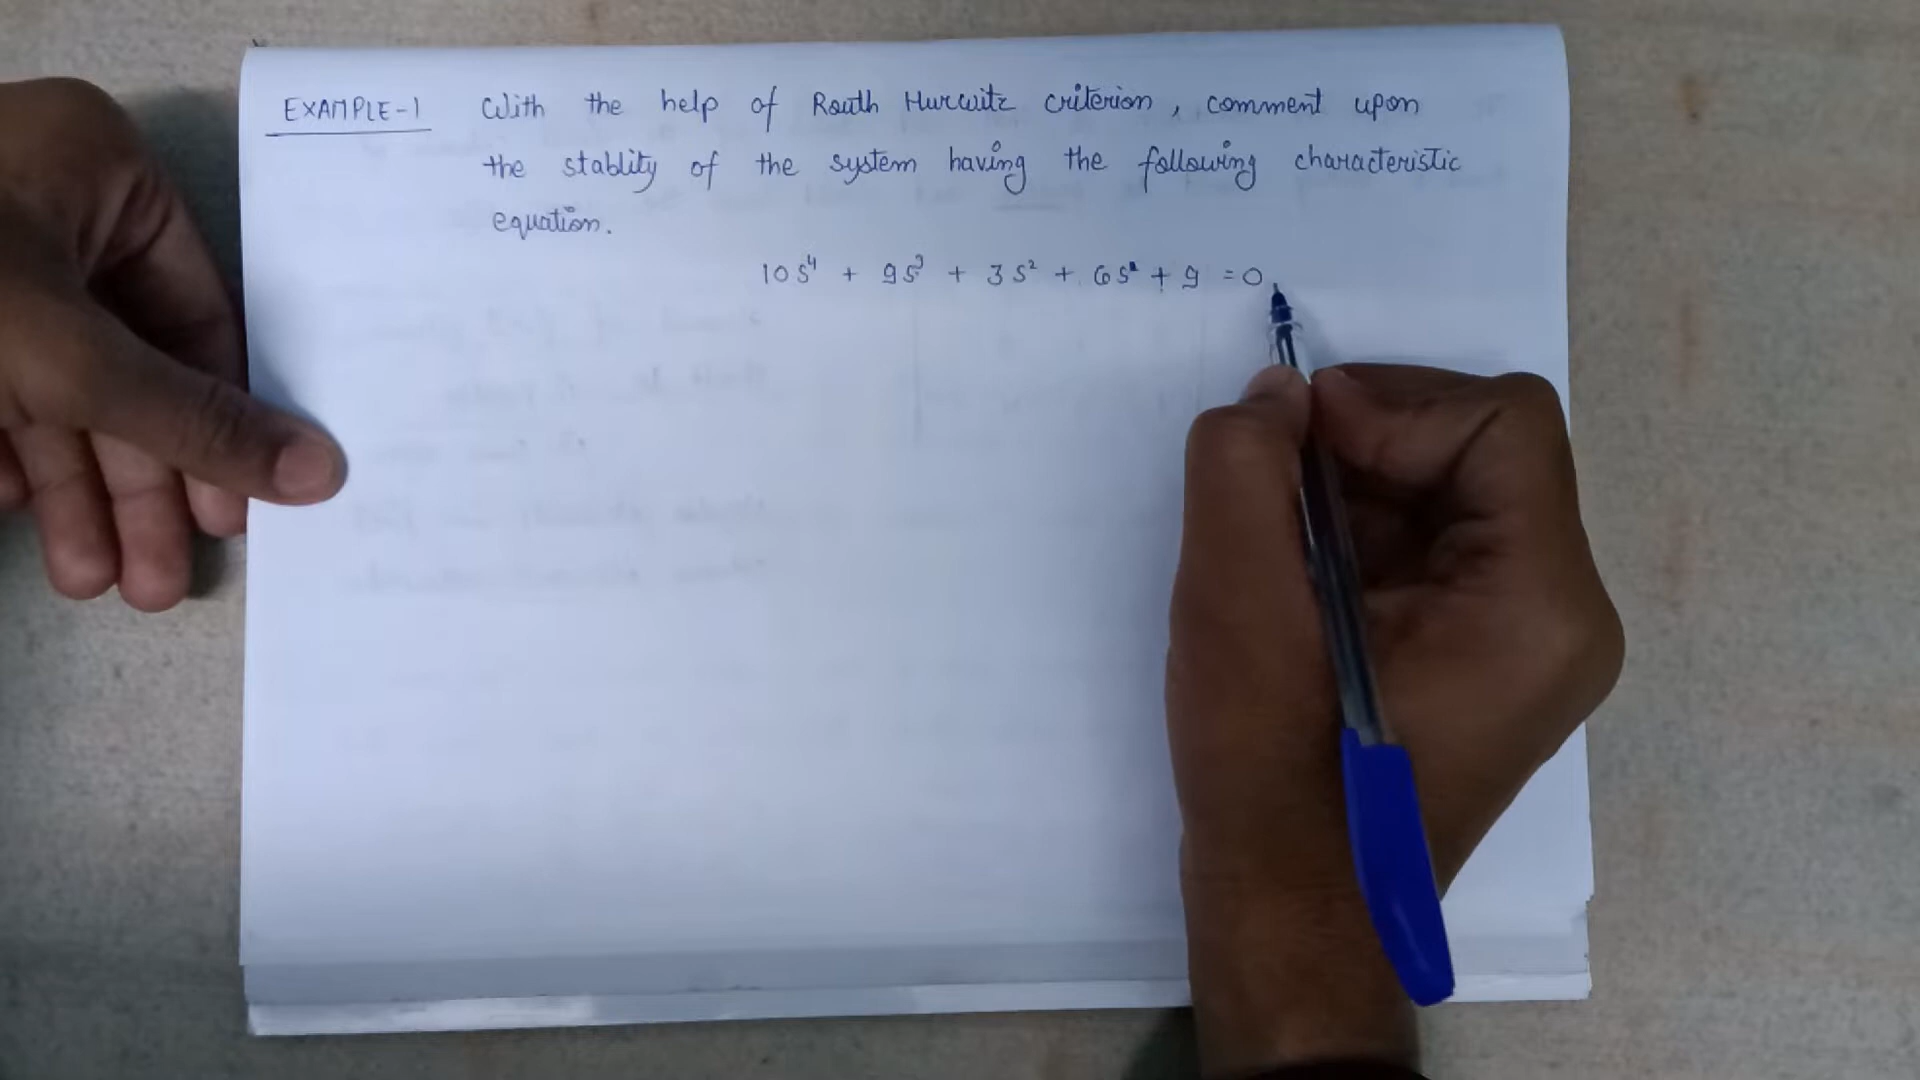 EXAMPLE-1 With the help of Routh Hurwitz criterion, comment upon
the stablity of the system having the following characteristic
equation.
10s⁴ + 9s³ + 3s² + 6s + 9 = 0